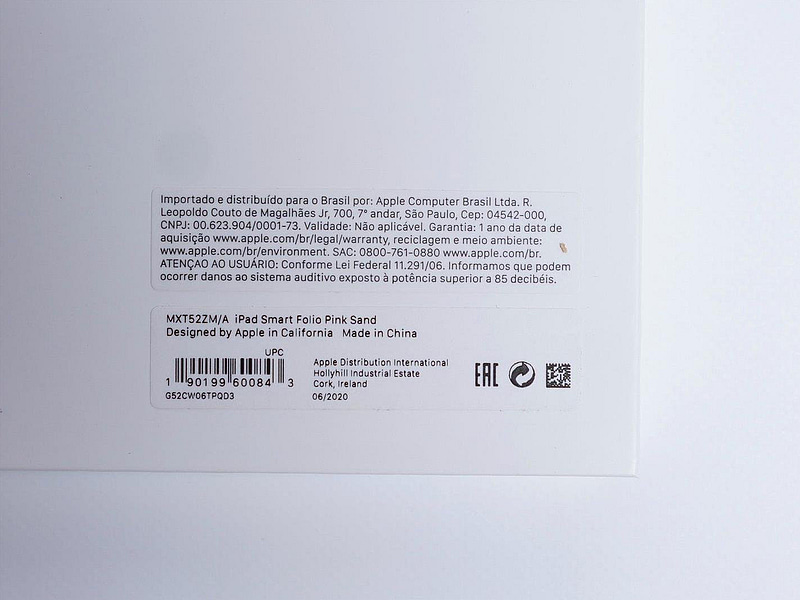 Importado e distribuído para o Brasil por: Apple Computer Brasil Ltda. R.
Leopoldo Couto de Magalhães Jr, 700, 7° andar, São Paulo, Cep: 04542-000,
CNPJ: 00.623.904/0001-73. Validade: Não aplicável. Garantia: 1 ano da data de
aquisição www.apple.com/br/legal/warranty, reciclagem e meio ambiente:
www.apple.com/br/environment. SAC: 0800-761-0880 www.apple.com/br.
ATENÇAO AO USUÁRIO: Conforme Lei Federal 11.291/06. Informamos que podem
ocorrer danos ao sistema auditivo exposto à potência superior a 85 decibéis.
MXT52ZM/A iPad Smart Folio Pink Sand
Designed by Apple in California Made in China
UPC
1 90199 60084 3
G52CW06TPQD3
Apple Distribution International
Hollyhill Industrial Estate
Cork, Ireland
06/2020
EAC